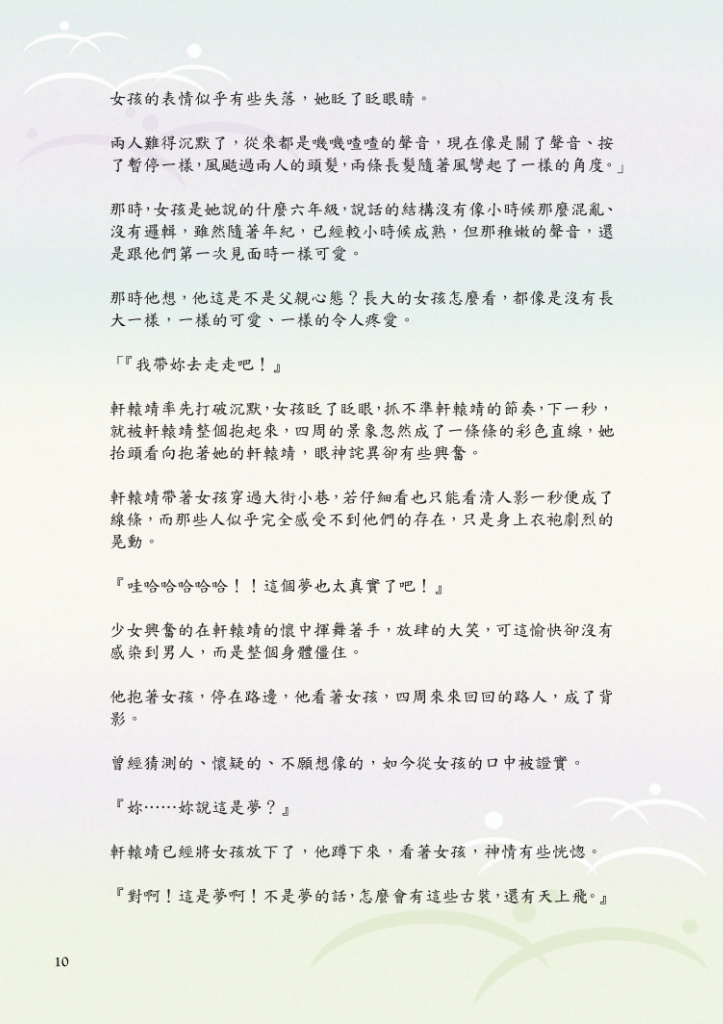 女孩的表情似乎有些失落，她眨了眨眼睛。
兩人難得沉默了，從來都是嘰嘰喳喳的聲音，現在像是關了聲音、按
了暫停一樣，風颳過兩人的頭髮，兩條長髮隨著風彎起了一樣的角度。」
那時，女孩是她說的什麼六年級，說話的結構沒有像小時候那麼混亂、
沒有邏輯，雖然隨著年紀，已經較小時候成熟，但那稚嫩的聲音，還
是跟他們第一次見面時一樣可愛。
那時他想，他這是不是父親心態？長大的女孩怎麼看，都像是沒有長
大一樣，一樣的可愛、一樣的令人疼愛。
「『我帶妳去走走吧！』
軒轅靖率先打破沉默，女孩眨了眨眼，抓不準軒轅靖的節奏，下一秒，
就被軒轅靖整個抱起來，四周的景象忽然成了一條條的彩色直線，她
抬頭看向抱著她的軒轅靖，眼神詫異卻有些興奮。
軒轅靖帶著女孩穿過大街小巷，若仔細看也只能看清人影一秒便成了
線條，而那些人似乎完全感受不到他們的存在，只是身上衣袍劇烈的
晃動。
『哇哈哈哈哈哈！！這個夢也太真實了吧！』
少女興奮的在軒轅靖的懷中揮舞著手，放肆的大笑，可這愉快卻沒有
感染到男人，而是整個身體僵住。
他抱著女孩，停在路邊，他看著女孩，四周來來回回的路人，成了背
影。
曾經猜測的、懷疑的、不願想像的，如今從女孩的口中被證實。
『妳⋯⋯妳說這是夢？』
軒轅靖已經將女孩放下了，他蹲下來，看著女孩，神情有些恍惚。
『對啊！這是夢啊！不是夢的話，怎麼會有這些古裝，還有天上飛。』
10